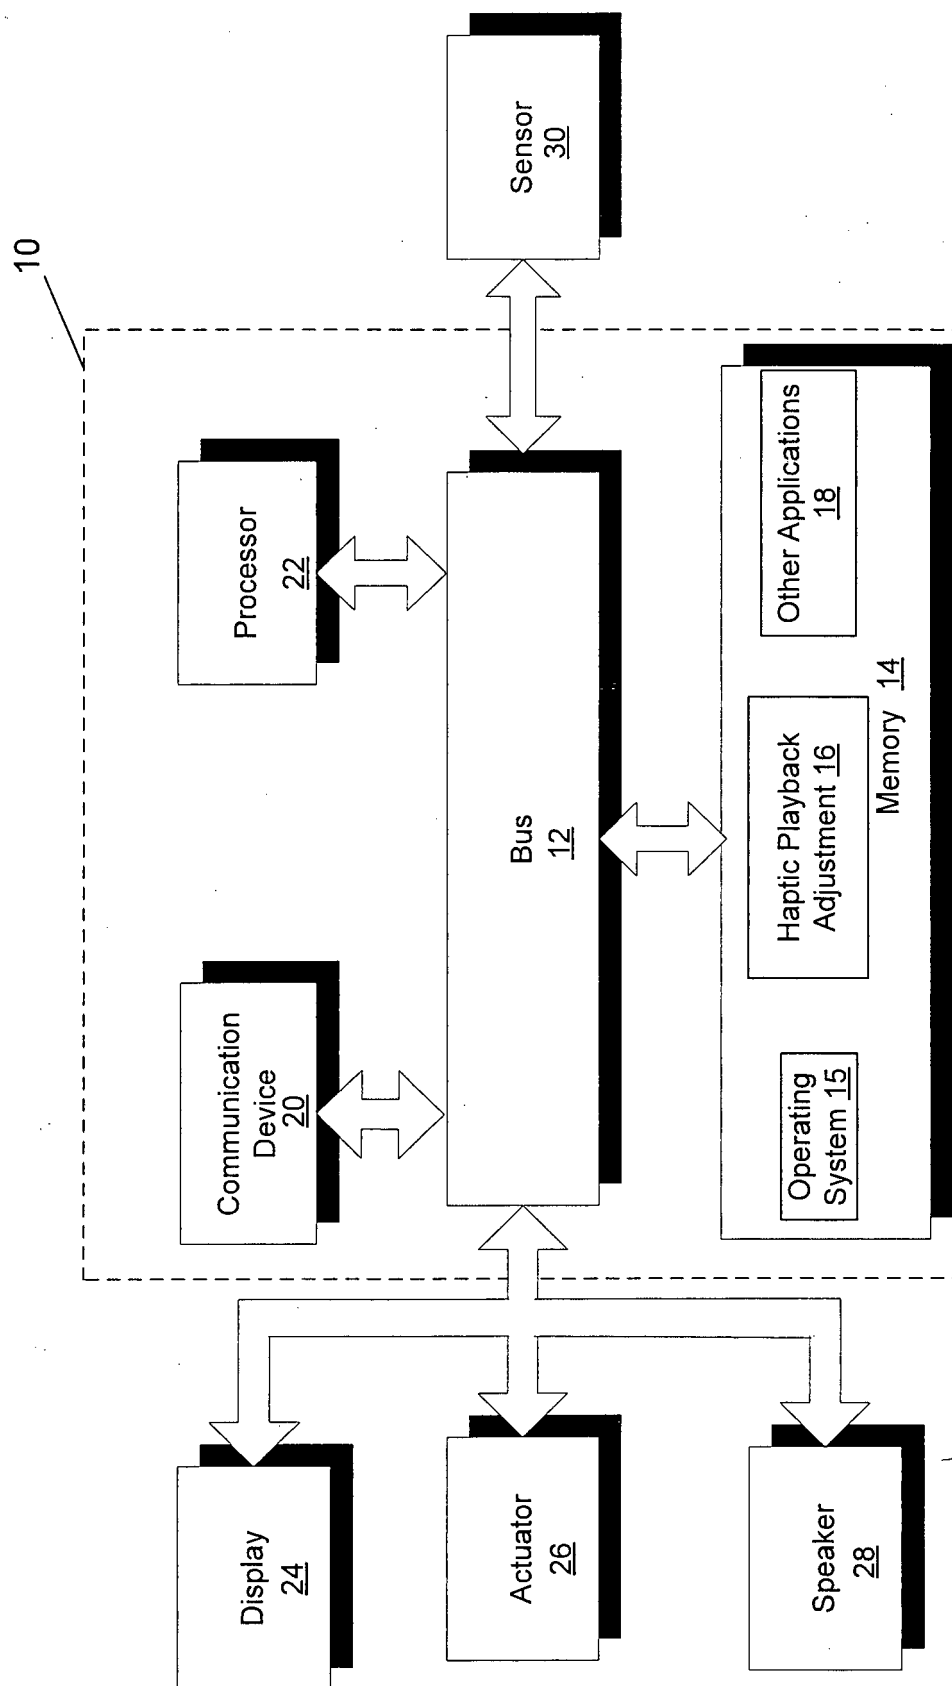 10
Display
24
Communication
Device
20
Processor
22
Actuator
26
Bus
12
Sensor
30
Speaker
28
Operating
System 15
Haptic Playback
Adjustment 16
Other Applications
18
Memory 14